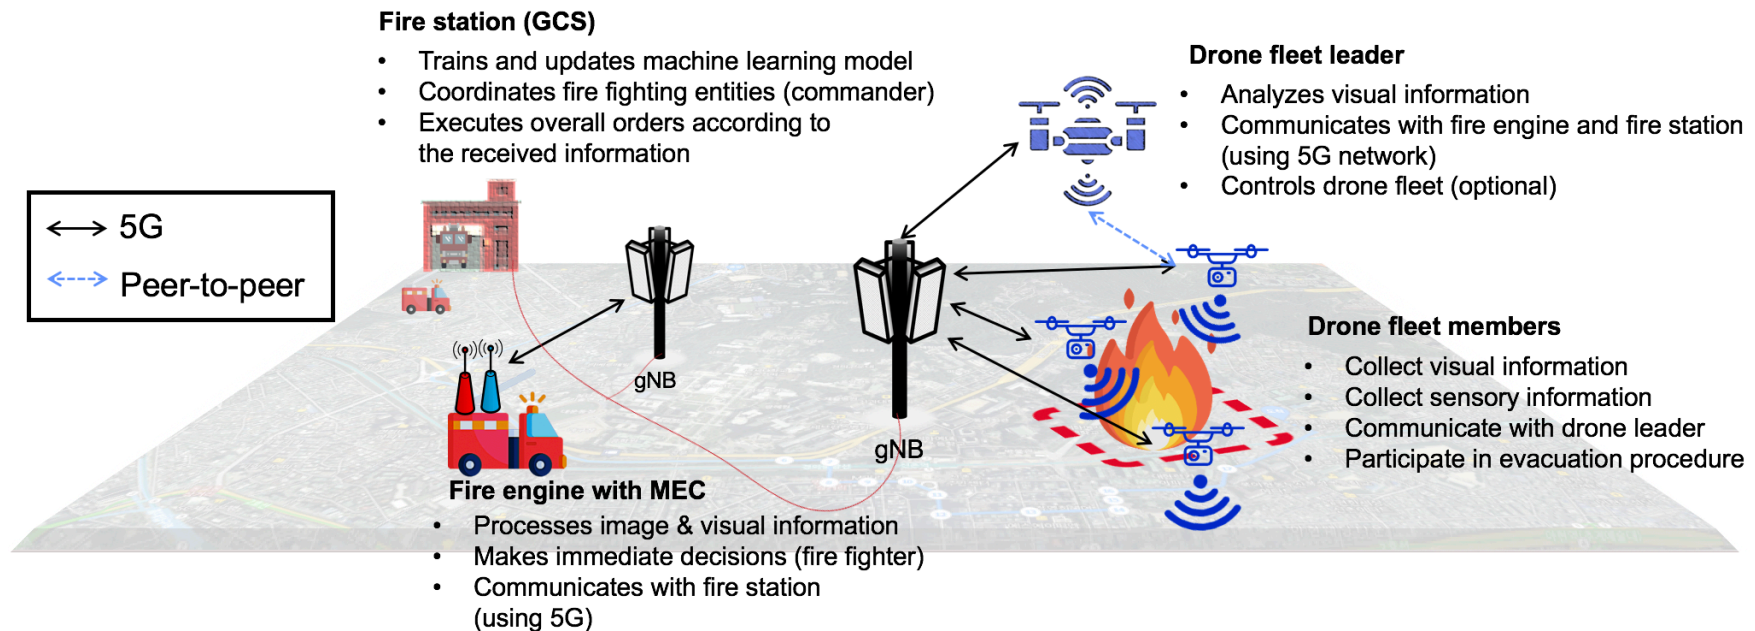 Fire station (GCS)
• Trains and updates machine learning model
• Coordinates fire fighting entities (commander)
• Executes overall orders according to
the received information
Drone fleet leader
• Analyzes visual information
• Communicates with fire engine and fire station
(using 5G network)
• Controls drone fleet (optional)
5G
Peer-to-peer
gNB
gNB
Drone fleet members
• Collect visual information
• Collect sensory information
• Communicate with drone leader
• Participate in evacuation procedure
Fire engine with MEC
• Processes image & visual information
• Makes immediate decisions (fire fighter)
• Communicates with fire station
(using 5G)